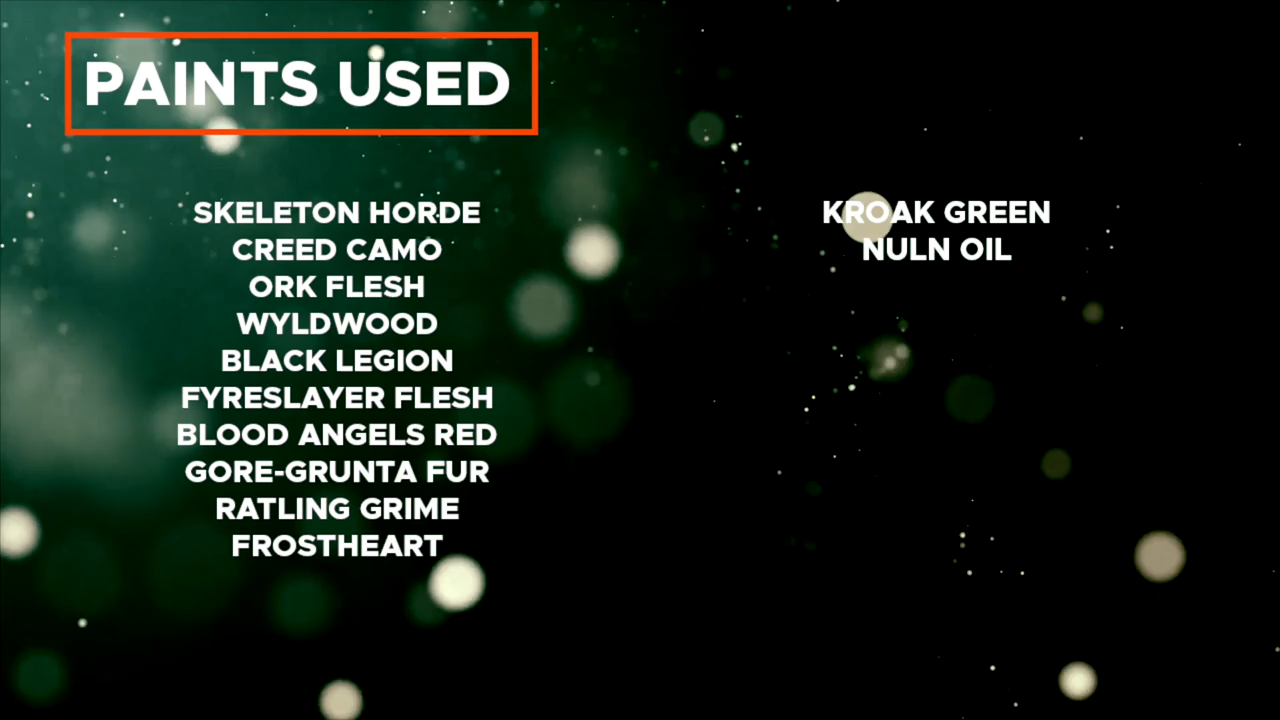 PAINTS USED
SKELETON HORDE
CREED CAMO
ORK FLESH
WYLDWOOD
BLACK LEGION
FYRESLAYER FLESH
BLOOD ANGELS RED
GORE-GRUNTA FUR
RATLING GRIME
FROSTHEART
KROAK GREEN
NULN OIL